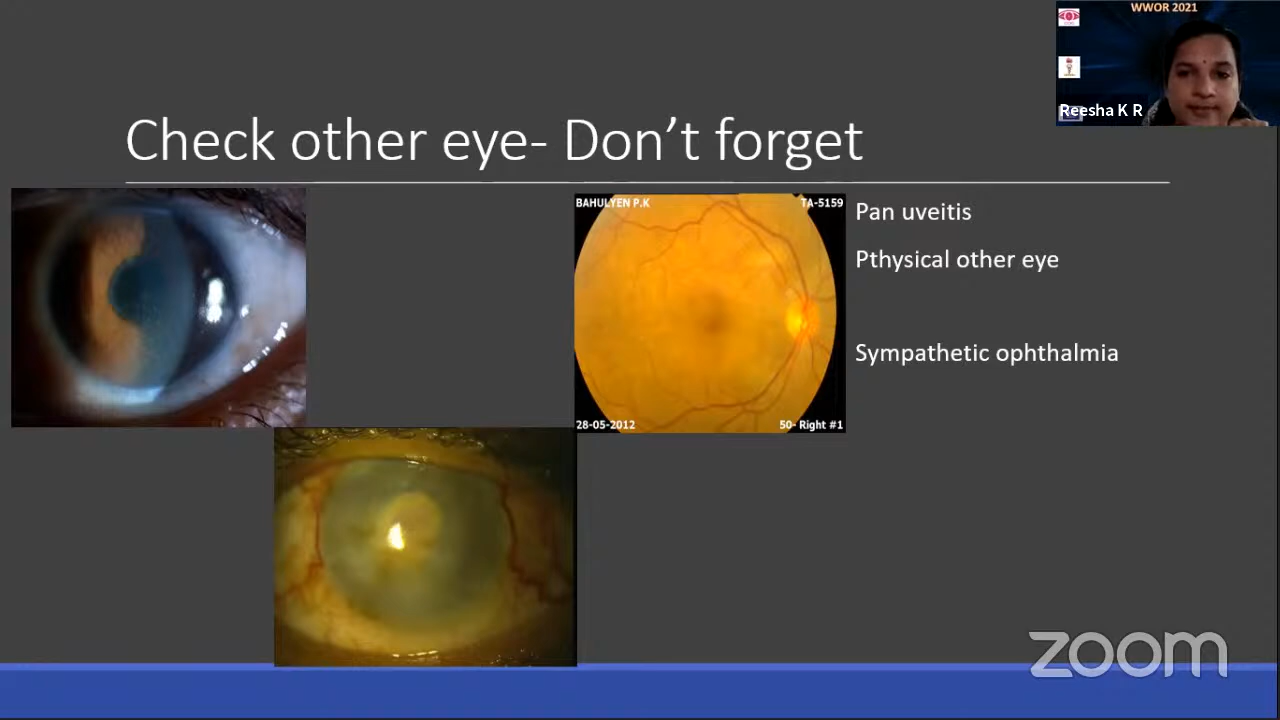 WWOR 2021
Reesha K R
Check other eye- Don't forget
BAHULYEN P.K TA-5159
28-05-2012 50- Right #1
Pan uveitis
Pthysical other eye
Sympathetic ophthalmia
zoom